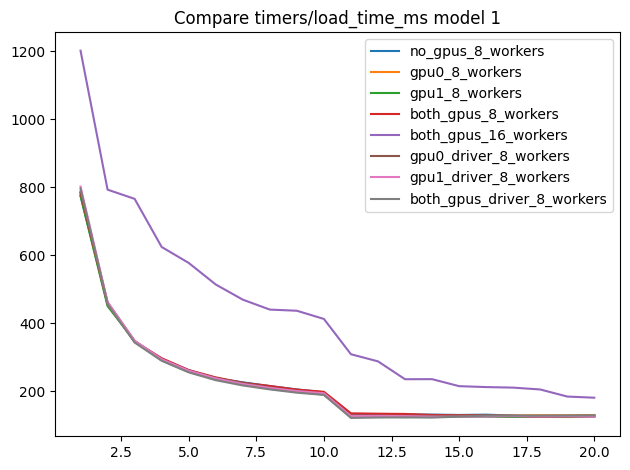 Compare timers/load_time_ms model 1
no_gpus_8_workers
gpu0_8_workers
gpu1_8_workers
both_gpus_8_workers
both_gpus_16_workers
gpu0_driver_8_workers
gpu1_driver_8_workers
both_gpus_driver_8_workers
1200
1000
800
600
400
200
2.5 5.0 7.5 10.0 12.5 15.0 17.5 20.0